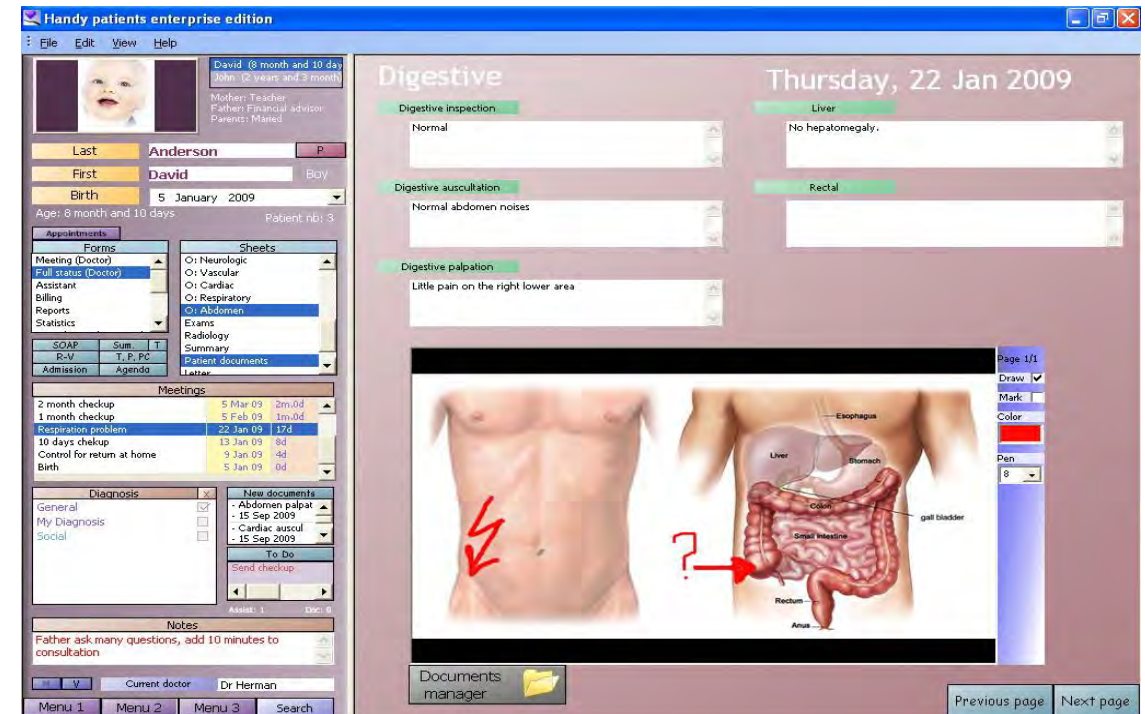 Handy patients enterprise edition
File Edit View Help
David (8 month and 10 day
John (2 years and 3 month)
Mother: Teacher
Father: Financial advisor
Parents: Maried
Last Anderson P
First David Boy
Birth 5 January 2009
Age: 8 month and 10 days Patient nb: 3
Appointments
Forms
Meeting (Doctor)
Full status (Doctor)
Assistant
Billing
Reports
Statistics
Sheets
O: Neurologic
O: Vascular
O: Cardiac
O: Respiratory
O: Abdomen
Exams
Radiology
Summary
Patient documents
Letter
SOAP Sum. T
R-V T, P, PC
Admission Agenda
Meetings
2 month checkup 5 Mar 09 2m.0d
1 month checkup 5 Feb 09 1m.0d
Respiration problem 22 Jan 09 17d
10 days chekup 13 Jan 09 8d
Control for return at home 9 Jan 09 4d
Birth 5 Jan 09 0d
Diagnosis X
General
My Diagnosis
Social
New documents
- Abdomen palpat
- 15 Sep 2009
- Cardiac auscul
- 15 Sep 2009
To Do
Send checkup
Assist: 1 Doc: 0
Notes
Father ask many questions, add 10 minutes to
consultation
M V Current doctor Dr Herman
Menu 1 Menu 2 Menu 3 Search
Digestive Thursday, 22 Jan 2009
Digestive inspection
Normal
Liver
No hepatomegaly.
Digestive auscultation
Normal abdomen noises
Rectal
Digestive palpation
Little pain on the right lower area
Page 1/1
Draw
Mark
Color
Pen
8
Esophagus
Liver
Stomach
Colon
gall bladder
Small Intestine
?
Rectum
Anus
Documents
manager
Previous page Next page